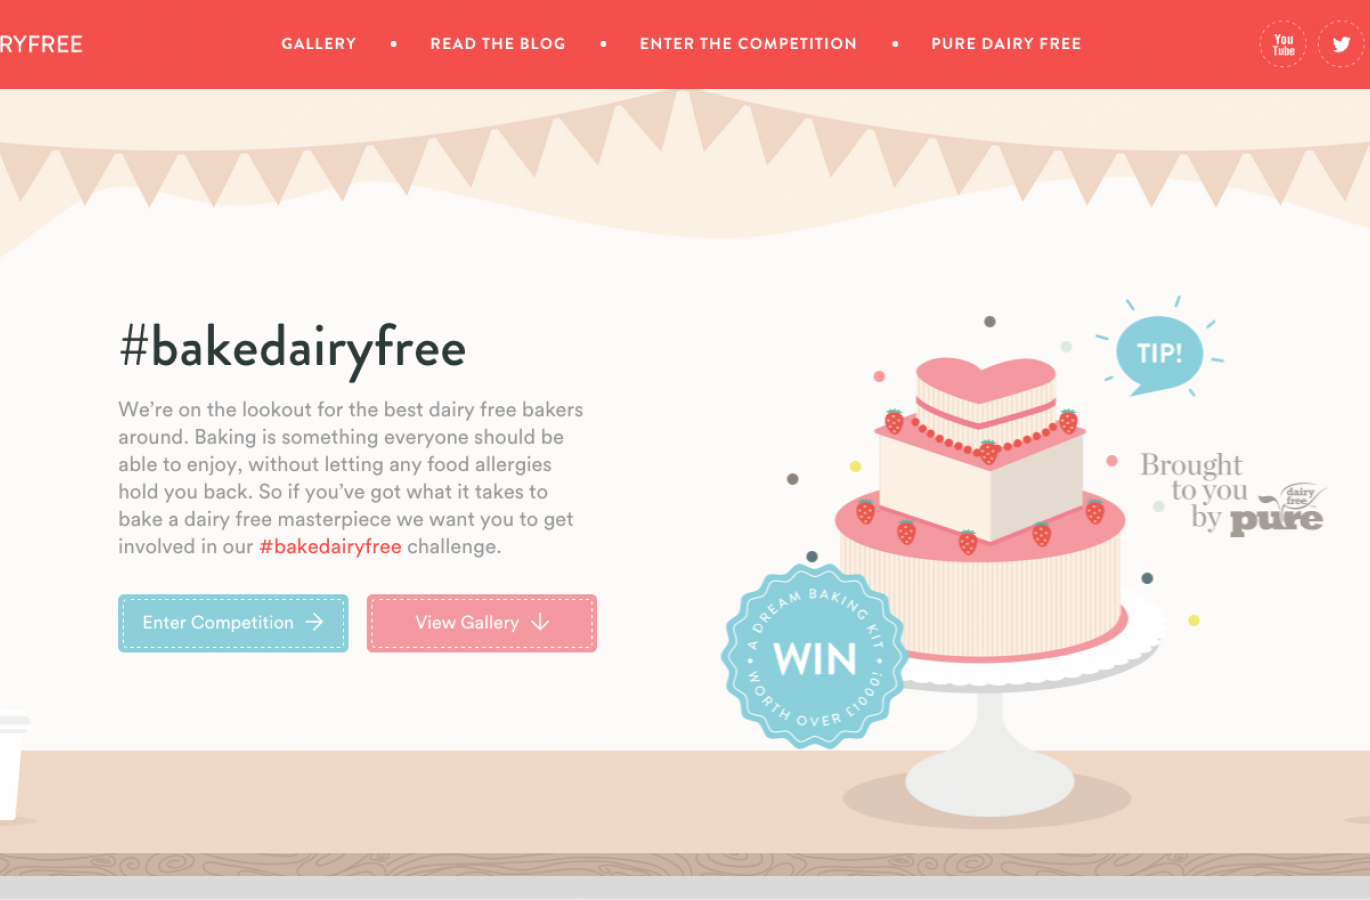 RYFREE
GALLERY • READ THE BLOG • ENTER THE COMPETITION • PURE DAIRY FREE
You
Tube
#bakedairyfree
We’re on the lookout for the best dairy free bakers
around. Baking is something everyone should be
able to enjoy, without letting any food allergies
hold you back. So if you’ve got what it takes to
bake a dairy free masterpiece we want you to get
involved in our #bakedairyfree challenge.
Enter Competition →
View Gallery ↓
TIP!
Brought
to you
by pure
dairy
free
• A DREAM BAKING KIT •
WIN
WORTH OVER £1000!